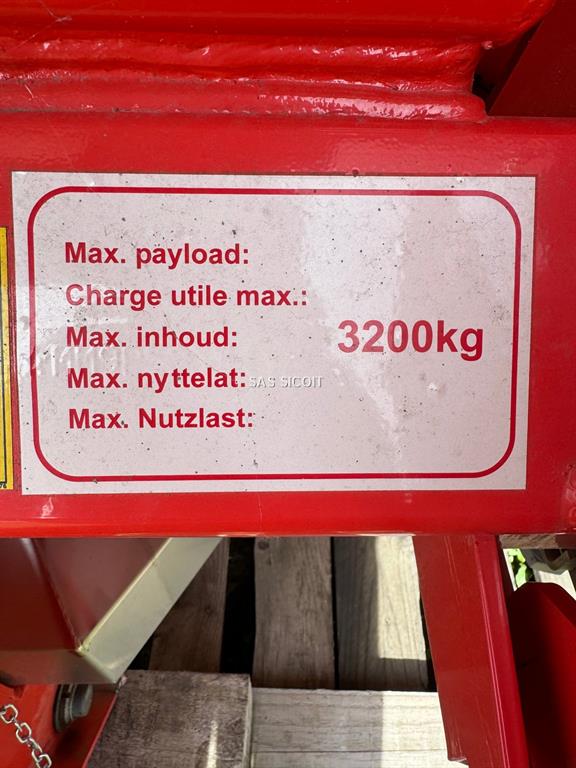 Max. payload:
Charge utile max.:
Max. inhoud: 3200kg
Max. nyttelat:
Max. Nutzlast:
SAS SICOIT